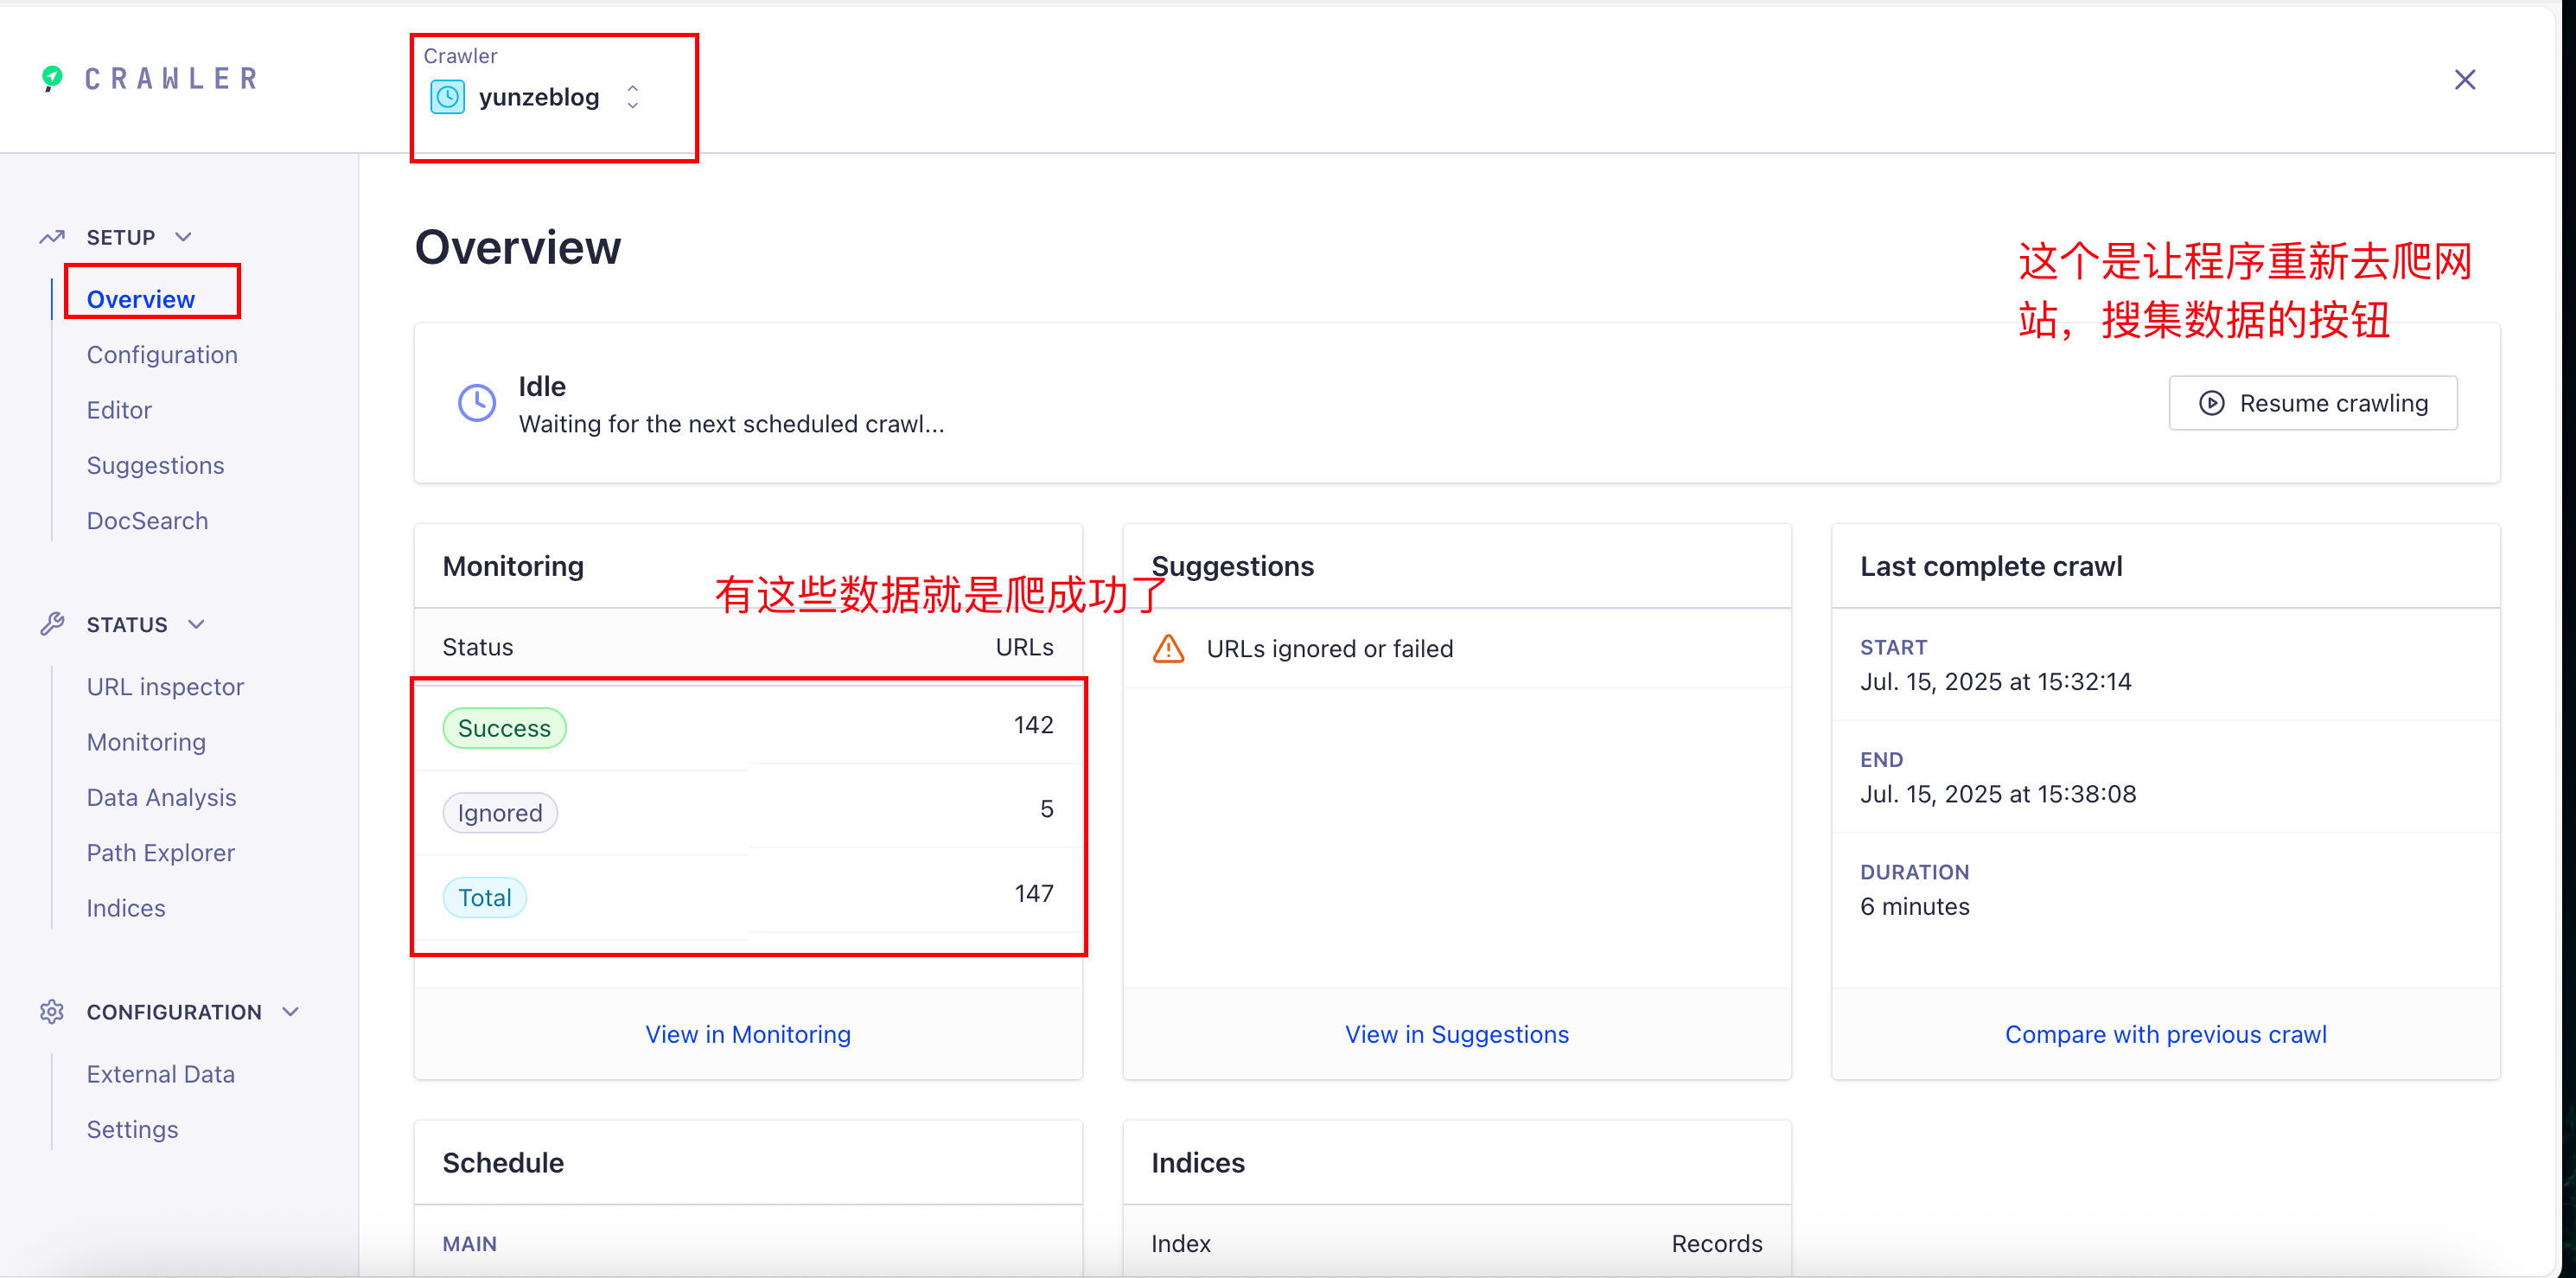 CRAWLER
Crawler
yunzeblog
SETUP
Overview
Configuration
Editor
Suggestions
DocSearch
STATUS
URL inspector
Monitoring
Data Analysis
Path Explorer
Indices
CONFIGURATION
External Data
Settings
Overview
这个是让程序重新去爬网
站，搜集数据的按钮
Idle
Waiting for the next scheduled crawl...
Resume crawling
Monitoring
有这些数据就是爬成功了
Status URLs
Success 142
Ignored 5
Total 147
View in Monitoring
Suggestions
URLs ignored or failed
View in Suggestions
Last complete crawl
START
Jul. 15, 2025 at 15:32:14
END
Jul. 15, 2025 at 15:38:08
DURATION
6 minutes
Compare with previous crawl
Schedule
MAIN
Indices
Index Records